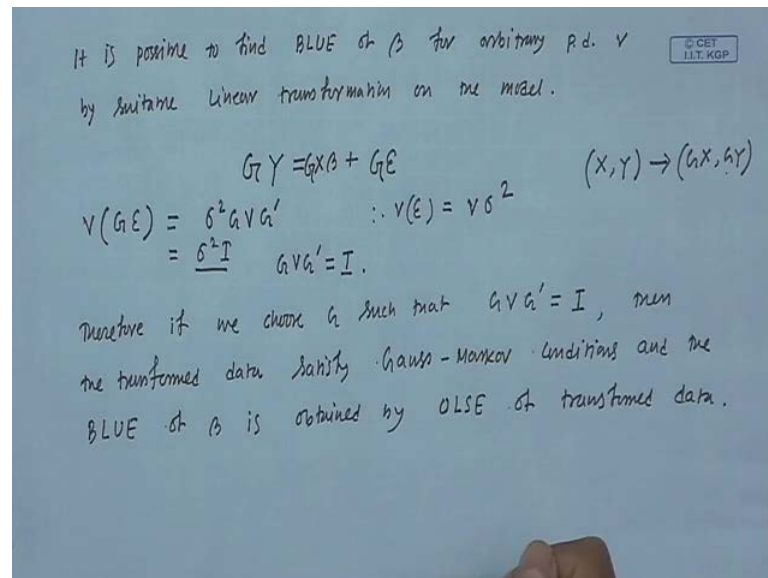 It is possible to find BLUE of β for arbitrary p.d. V
© CET
I.I.T. KGP
by suitable linear transformation on the model.
GY = GXβ + Gε (X, Y) → (GX, GY)
V(Gε) = σ²GVG' ∵ V(ε) = Vσ²
= σ²I GVG' = I.
Therefore if we choose G such that GVG' = I, then
the transformed data satisfy Gauss-Markov conditions and the
BLUE of β is obtained by OLSE of transformed data.